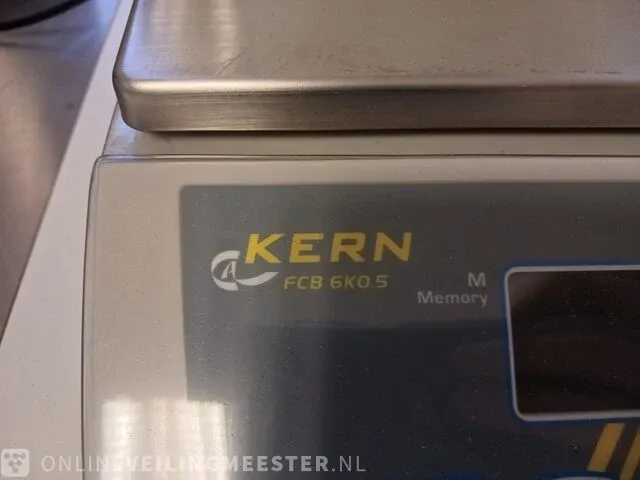 KERN
FCB 6K0.5
M
Memory
ONLINEVEILINGMEESTER.NL